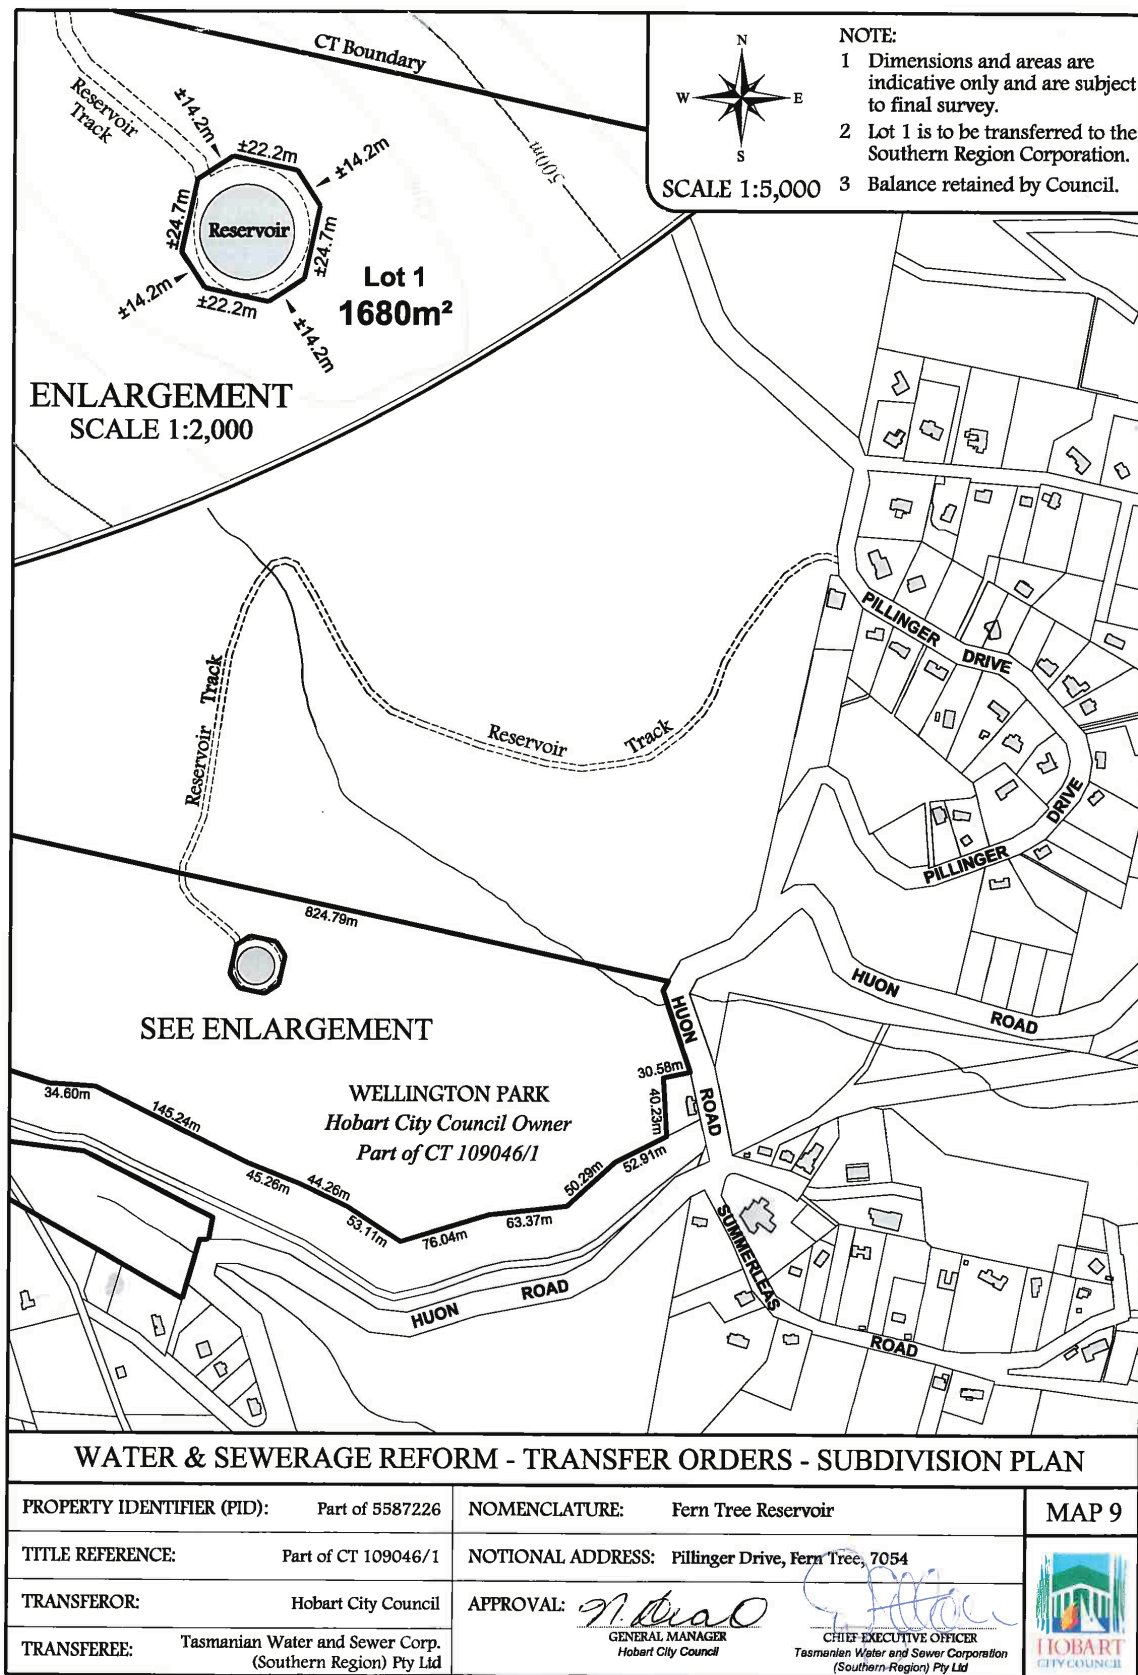 CT Boundary
Reservoir
Track
±14.2m
±22.2m
±14.2m
500m
±24.7m
Reservoir
±24.7m
Lot 1
1680m²
±14.2m
±22.2m
±14.2m
ENLARGEMENT
SCALE 1:2,000
N
W E
S
SCALE 1:5,000
NOTE:
1 Dimensions and areas are
indicative only and are subject
to final survey.
2 Lot 1 is to be transferred to the
Southern Region Corporation.
3 Balance retained by Council.
PILLINGER DRIVE
Reservoir Track
Reservoir Track
DRIVE
PILLINGER
824.79m
HUON ROAD
SEE ENLARGEMENT
HUON ROAD
30.58m
40.23m
34.60m
145.24m
WELLINGTON PARK
Hobart City Council Owner
Part of CT 109046/1
45.26m
44.26m
53.11m
76.04m
63.37m
50.29m
52.91m
SUMMERLEAS
ROAD
HUON ROAD
WATER & SEWERAGE REFORM - TRANSFER ORDERS - SUBDIVISION PLAN
PROPERTY IDENTIFIER (PID): Part of 5587226
NOMENCLATURE: Fern Tree Reservoir
MAP 9
TITLE REFERENCE: Part of CT 109046/1
NOTIONAL ADDRESS: Pillinger Drive, Fern Tree, 7054
TRANSFEROR: Hobart City Council
APPROVAL:
GENERAL MANAGER
Hobart City Council
CHIEF EXECUTIVE OFFICER
Tasmanian Water and Sewer Corporation
(Southern Region) Pty Ltd
TRANSFEREE: Tasmanian Water and Sewer Corp.
(Southern Region) Pty Ltd
HOBART
CITY COUNCIL